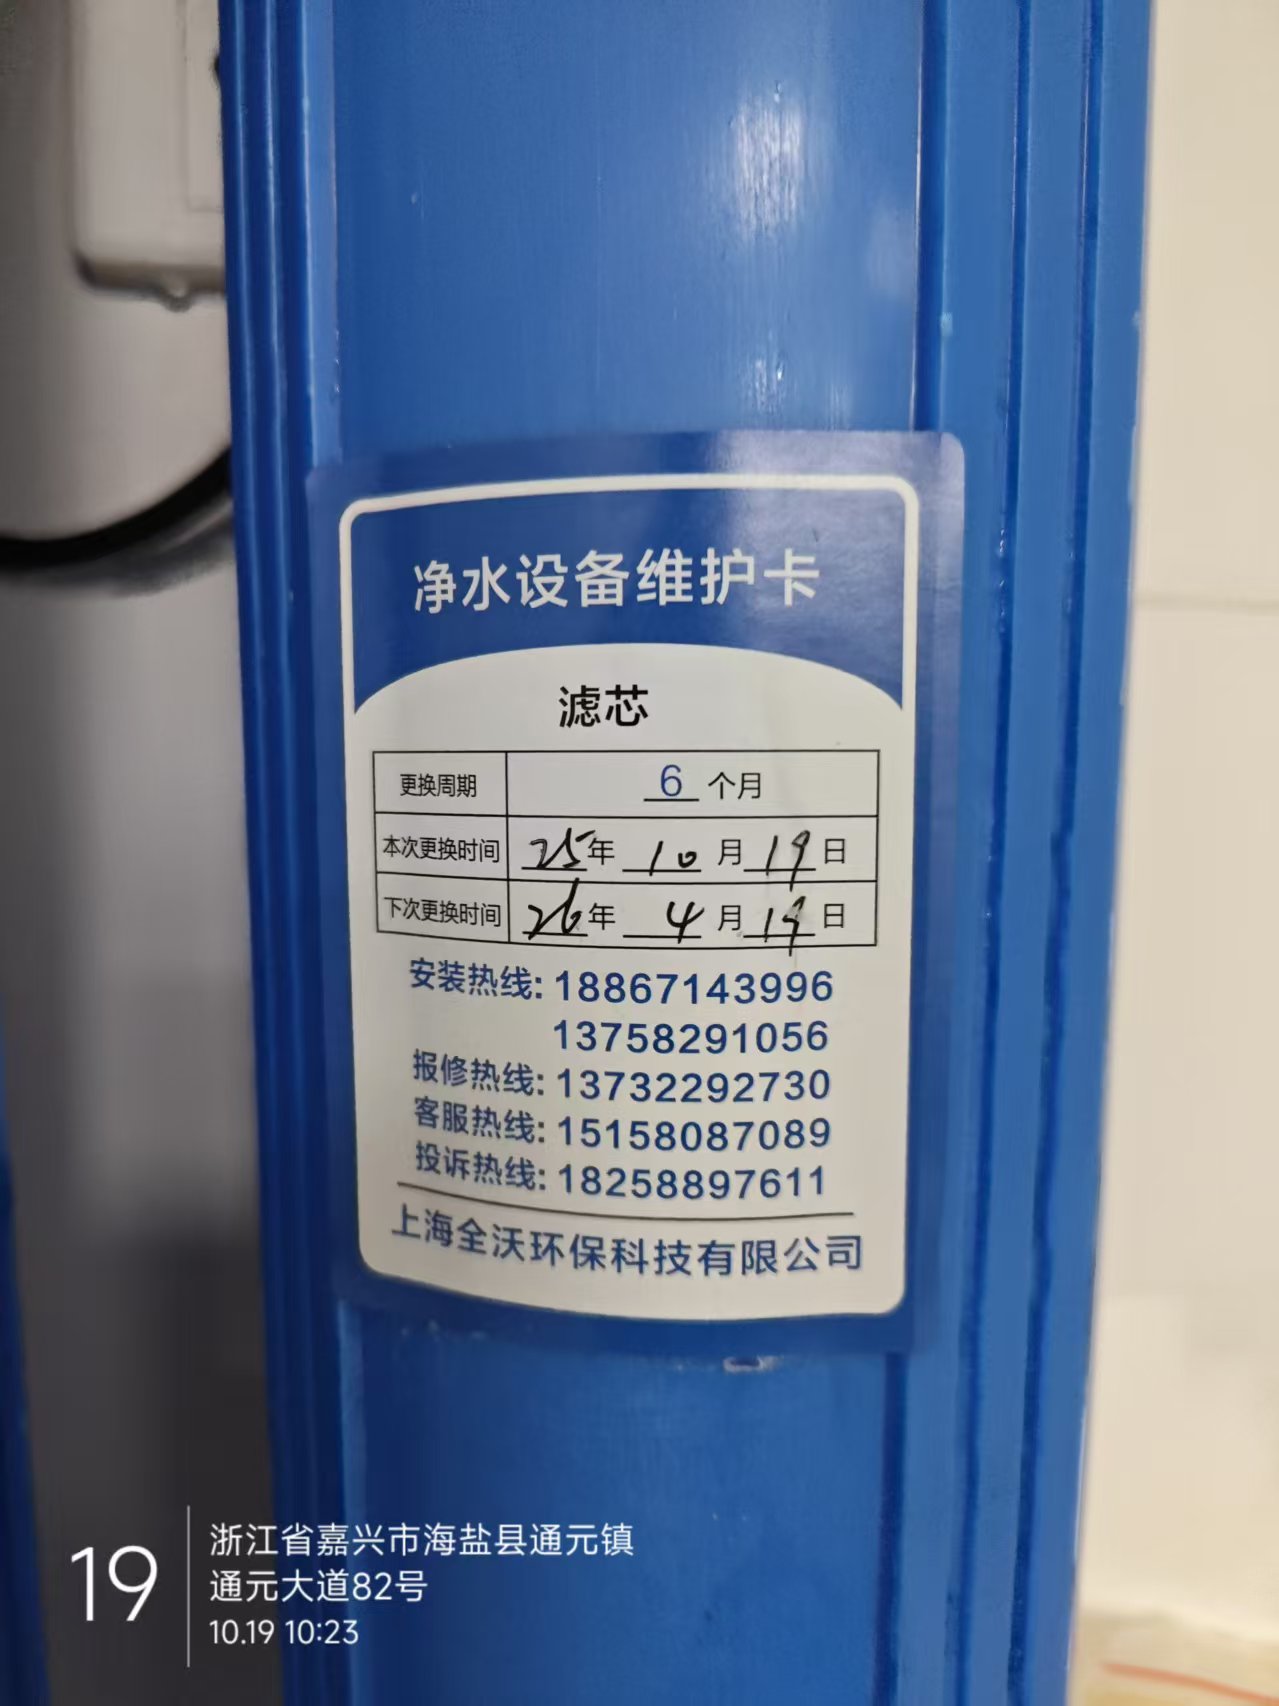 净水设备维护卡
滤芯
更换周期 6 个月
本次更换时间 25年 10 月 19 日
下次更换时间 26年 4 月 19 日
安装热线: 18867143996
13758291056
报修热线: 13732292730
客服热线: 15158087089
投诉热线: 18258897611
上海全沃环保科技有限公司
19
浙江省嘉兴市海盐县通元镇
通元大道82号
10.19 10:23